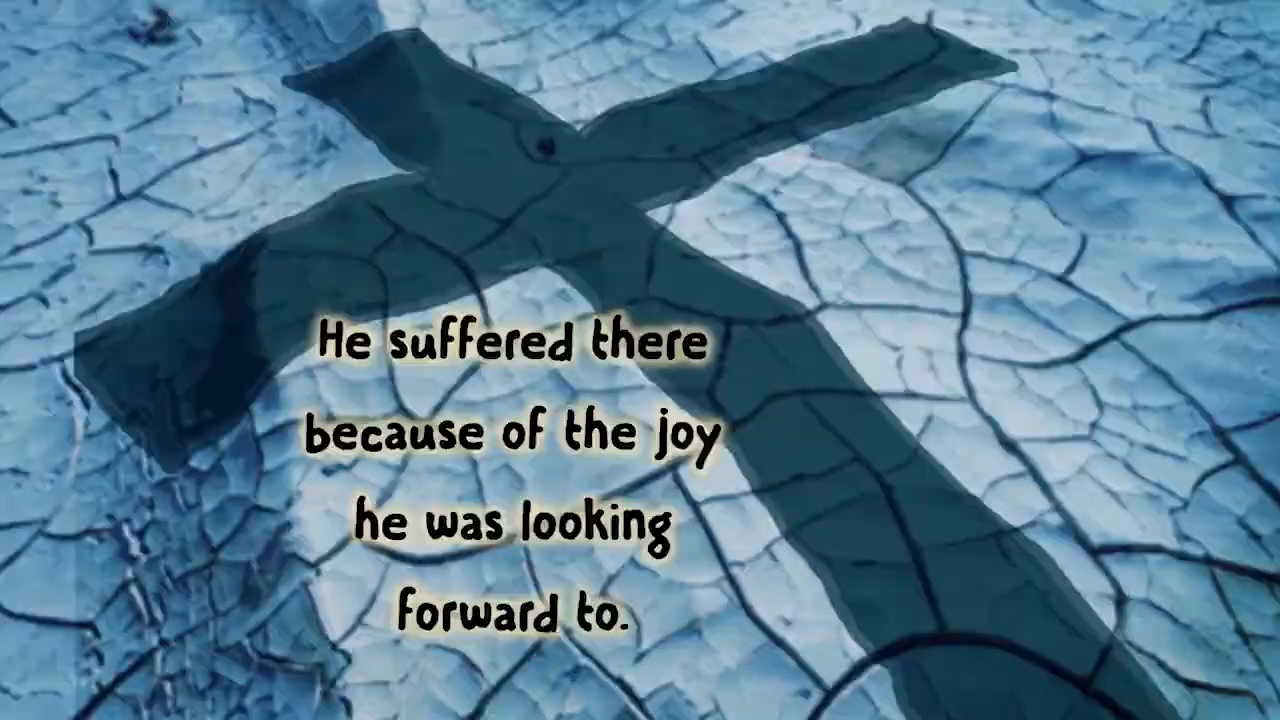 He suffered there
because of the joy
he was looking
forward to.